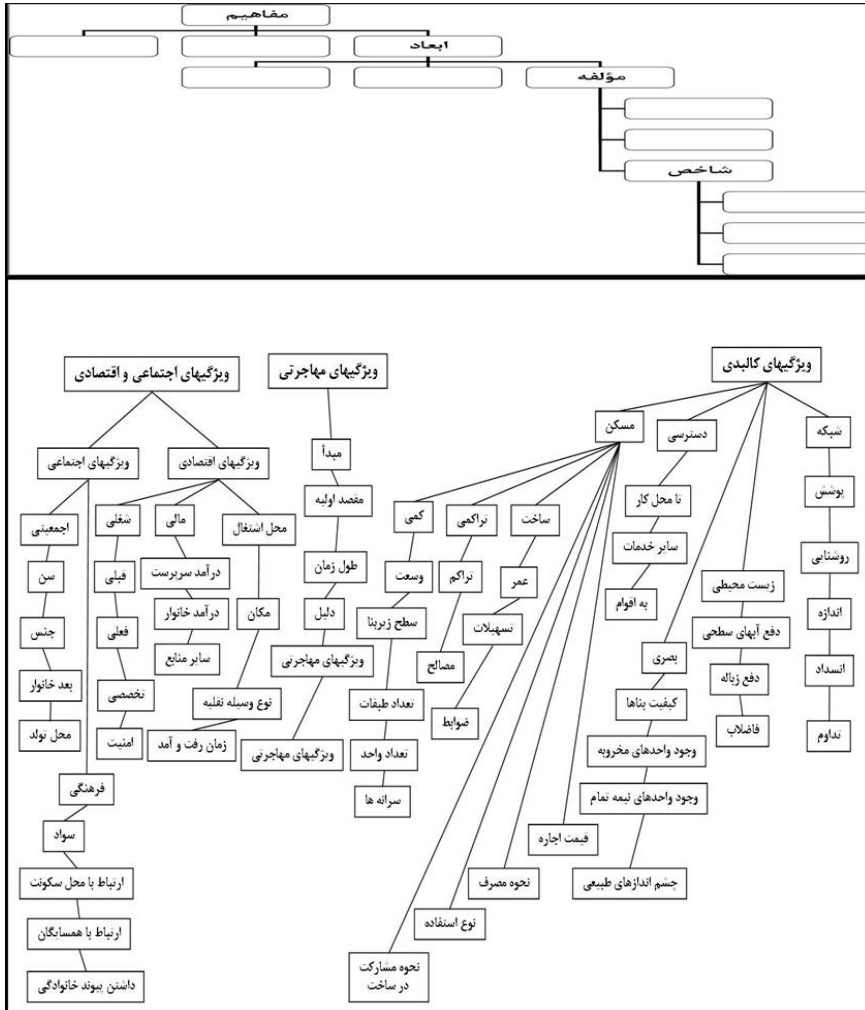 مفاهیم
ابعاد
مؤلفه
شاخص
ویژگیهای کالبدی
شبکه
پوشش
روشنایی
اندازه
انسداد
تداوم
زیست محیطی
دفع آبهای سطحی
دفع زباله
فاضلاب
بصری
کیفیت بناها
وجود واحدهای مخروبه
وجود واحدهای نیمه تمام
چشم اندازهای طبیعی
دسترسی
تا محل کار
سایر خدمات
به اقوام
مسکن
ساخت
عمر
تسهیلات
ضوابط
تراکمی
تراکم
مصالح
کمی
وسعت
سطح زیربنا
تعداد طبقات
تعداد واحد
سرانه ها
قیمت اجاره
نحوه مصرف
نوع استفاده
نحوه مشارکت
در ساخت
ویژگیهای مهاجرتی
مبدأ
مقصد اولیه
طول زمان
دلیل
ویژگیهای مهاجرتی
ویژگیهای مهاجرتی
ویژگیهای اجتماعی و اقتصادی
ویژگیهای اقتصادی
محل اشتغال
مکان
نوع وسیله نقلیه
زمان رفت و آمد
مالی
درآمد سرپرست
درآمد خانوار
سایر منابع
شغلی
قبلی
فعلی
تخصصی
امنیت
ویژگیهای اجتماعی
اجمعیتی
سن
جنس
بعد خانوار
محل تولد
فرهنگی
سواد
ارتباط با محل سکونت
ارتباط با همسایگان
داشتن پیوند خانوادگی